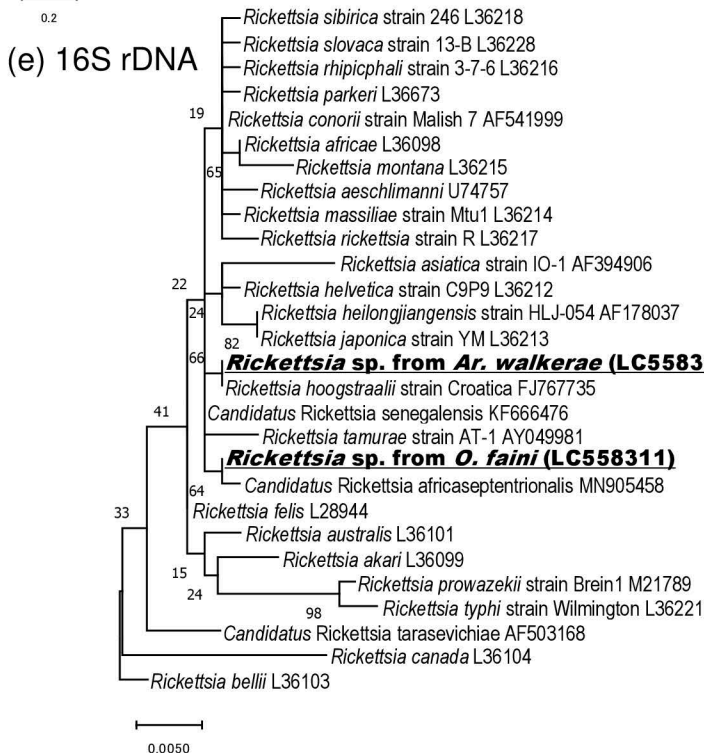 0.2
(e) 16S rDNA
Rickettsia sibirica strain 246 L36218
Rickettsia slovaca strain 13-B L36228
Rickettsia rhipicphali strain 3-7-6 L36216
Rickettsia parkeri L36673
19
Rickettsia conorii strain Malish 7 AF541999
Rickettsia africae L36098
Rickettsia montana L36215
65
Rickettsia aeschlimanni U74757
Rickettsia massiliae strain Mtu1 L36214
Rickettsia rickettsia strain R L36217
Rickettsia asiatica strain IO-1 AF394906
22
Rickettsia helvetica strain C9P9 L36212
24
Rickettsia heilongjiangensis strain HLJ-054 AF178037
Rickettsia japonica strain YM L36213
82
66
Rickettsia sp. from Ar. walkerae (LC5583
Rickettsia hoogstraalii strain Croatica FJ767735
41
Candidatus Rickettsia senegalensis KF666476
Rickettsia tamurae strain AT-1 AY049981
Rickettsia sp. from O. faini (LC558311)
64
Candidatus Rickettsia africaseptentrionalis MN905458
33
Rickettsia felis L28944
Rickettsia australis L36101
Rickettsia akari L36099
15
24
Rickettsia prowazekii strain Brein1 M21789
98
Rickettsia typhi strain Wilmington L36221
Candidatus Rickettsia tarasevichiae AF503168
Rickettsia canada L36104
Rickettsia bellii L36103
0.0050